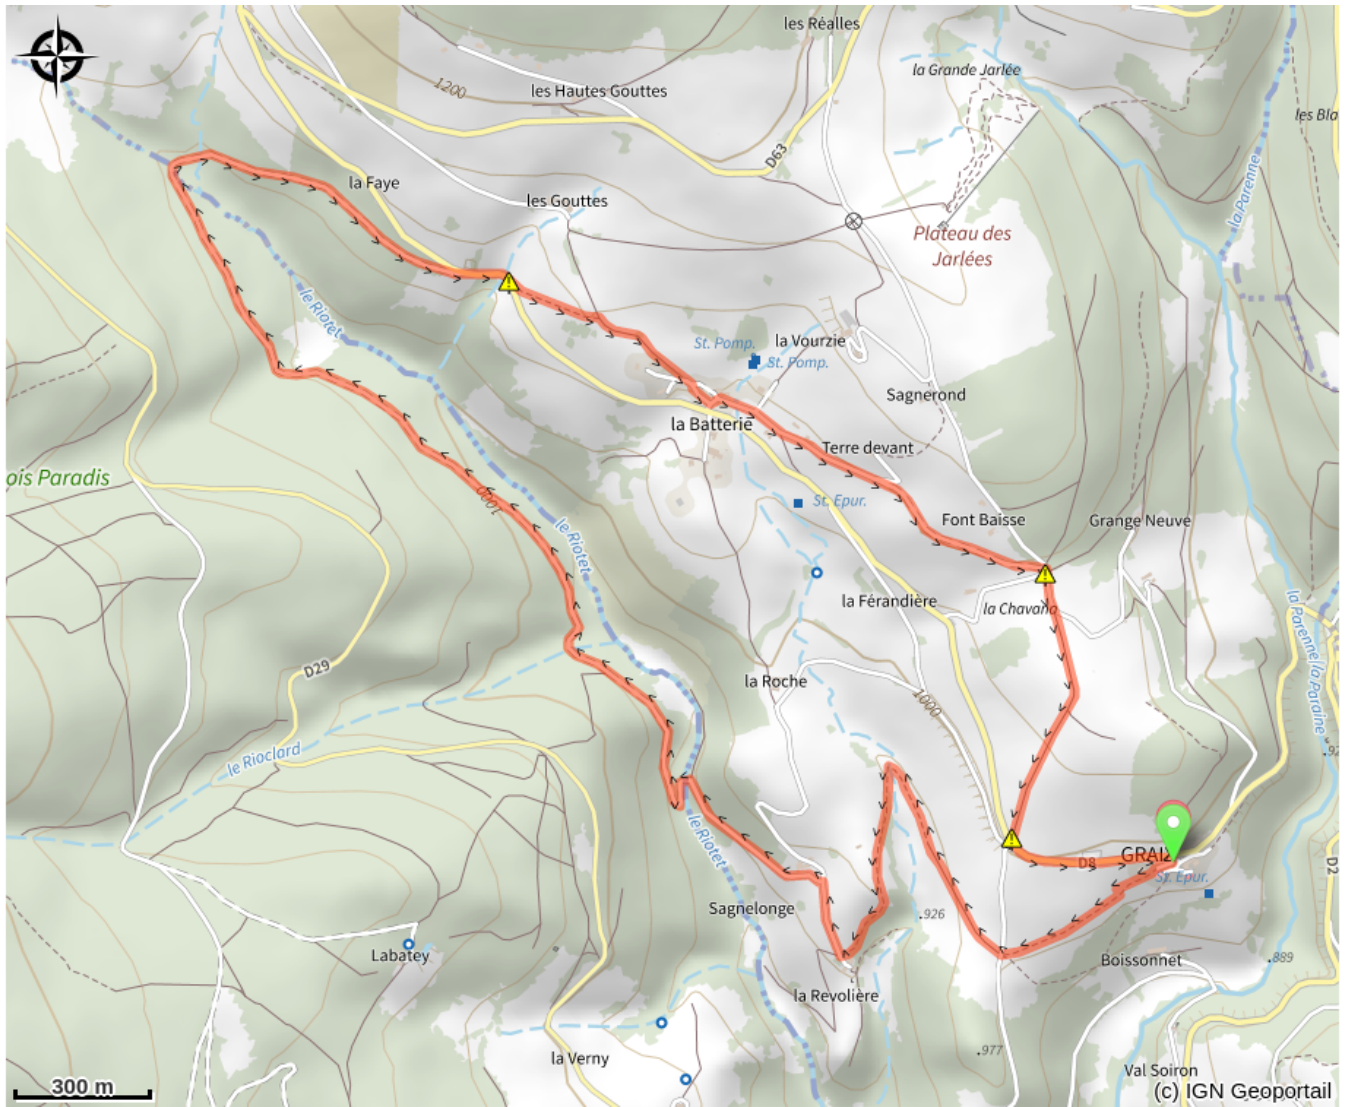 les Réalles
la Grande Jarlée
1200
les Hautes Gouttes
les Bla
D63
la Parenne
la Faye
les Gouttes
Plateau des
Jarlées
le Riotet
St. Pomp.
la Vourzie
St. Pomp.
Sagnerond
la Batterie
Terre devant
ois Paradis
1000
St. Epur.
Font Baisse
Grange Neuve
le Riotet
la Férandière
la Chavana
la Parenne
la Paraine
D29
la Roche
1000
le Rioclard
.92
le Riotet
D8
GRAIX
D2
St. Epur.
Sagnelonge
.926
Labatey
Boissonnet
.889
la Revolière
.977
la Verny
Val Soiron
300 m
(c) IGN Geoportail